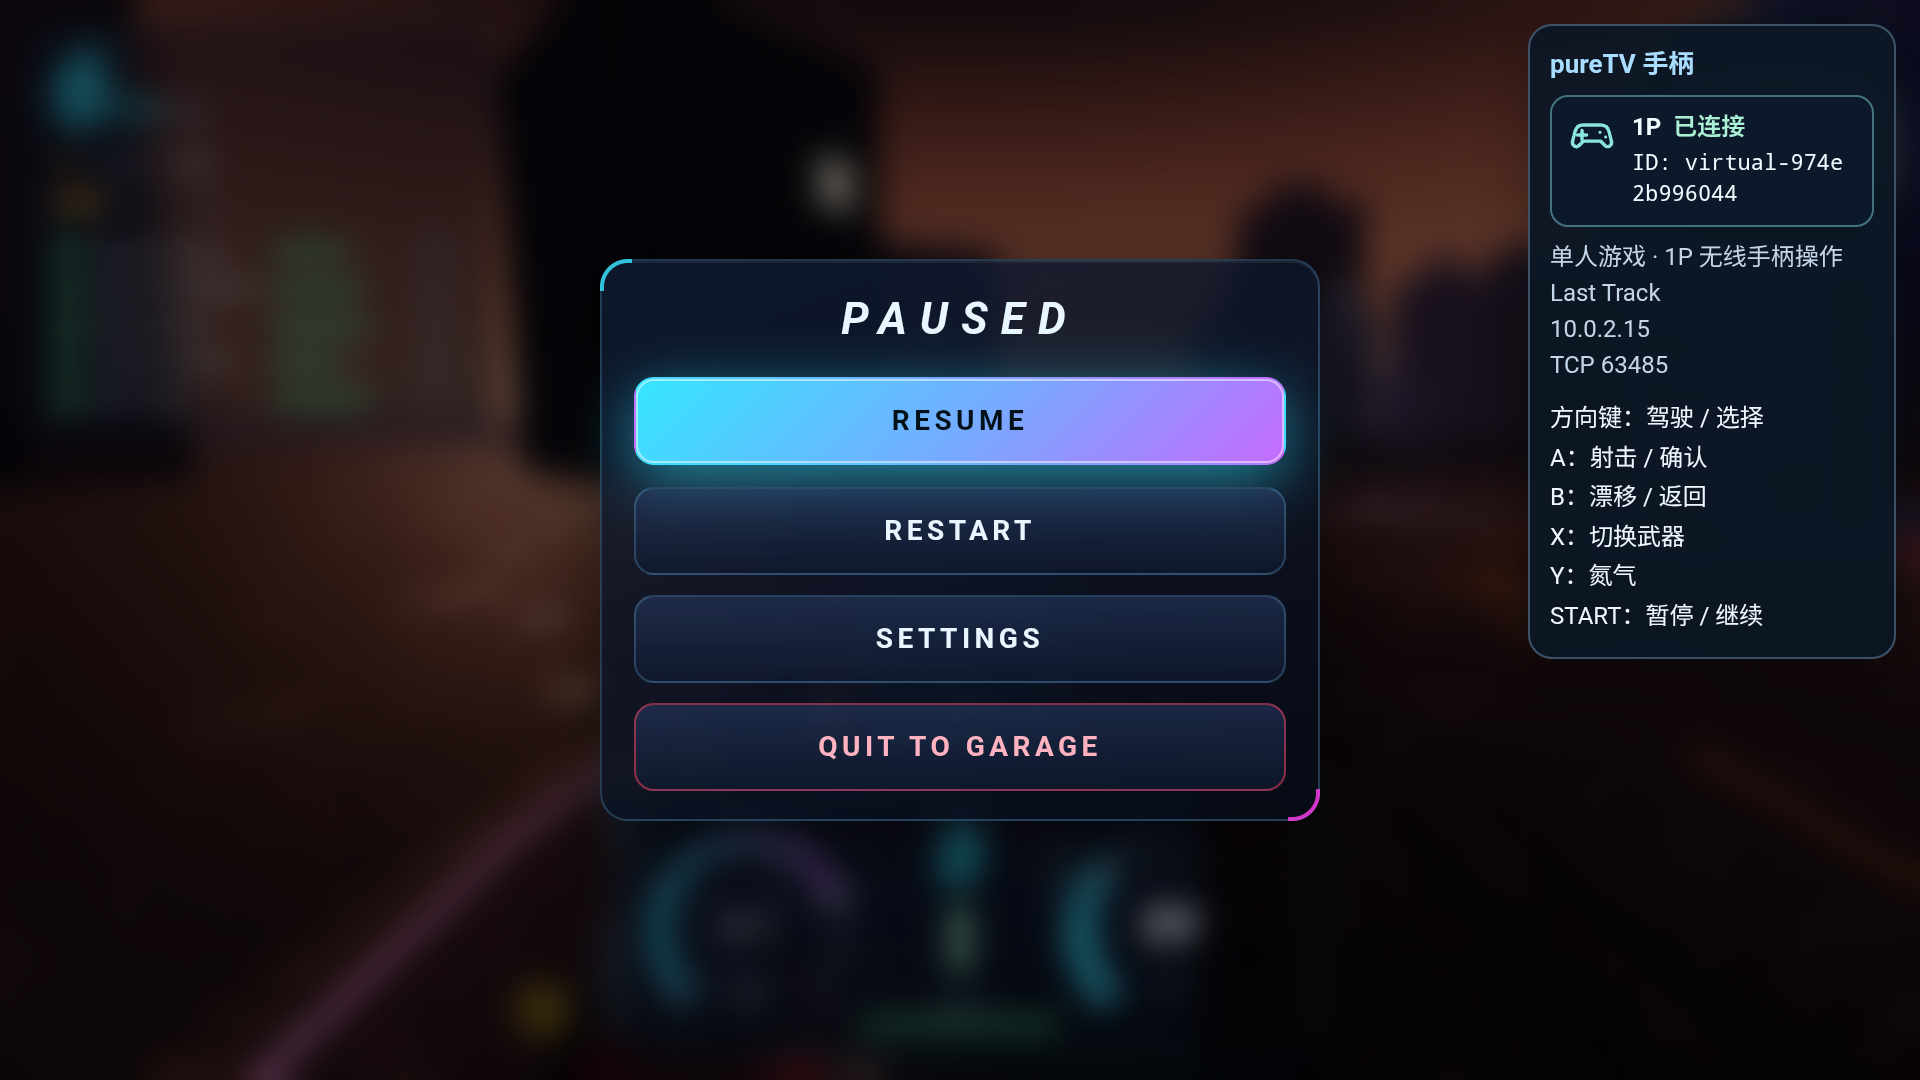 PAUSED
RESUME
RESTART
SETTINGS
QUIT TO GARAGE
pureTV 手柄
1P 已连接
ID: virtual-974e
2b996044
单人游戏 · 1P 无线手柄操作
Last Track
10.0.2.15
TCP 63485
方向键：驾驶 / 选择
A：射击 / 确认
B：漂移 / 返回
X：切换武器
Y：氮气
START：暂停 / 继续